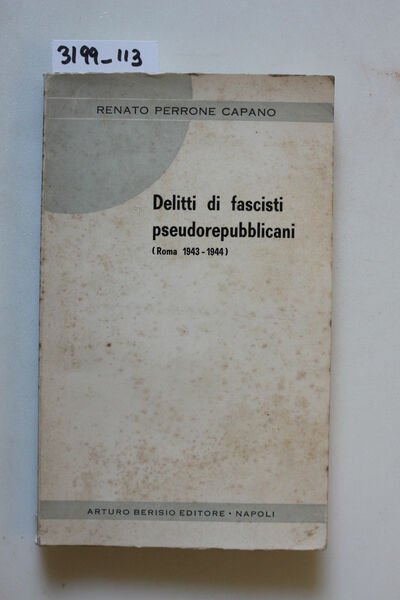 3199_113
RENATO PERRONE CAPANO
Delitti di fascisti
pseudorepubblicani
(Roma 1943-1944)
ARTURO BERISIO EDITORE • NAPOLI